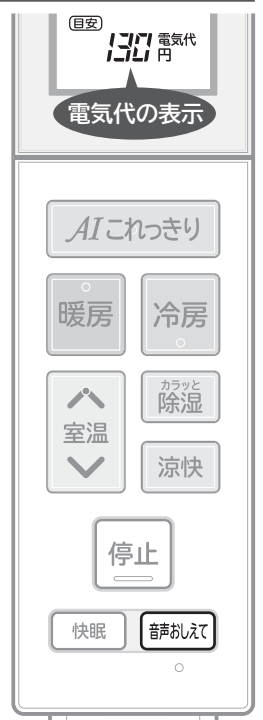 目安
130 電気代
円
電気代の表示
AIこれっきり
暖房 冷房
カラッと
除湿
室温
涼快
停止
快眠 音声おしえて